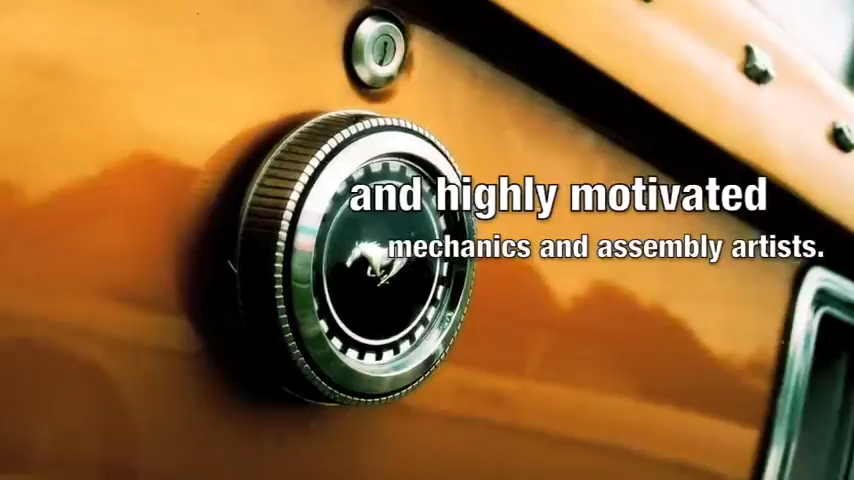 and highly motivated
mechanics and assembly artists.